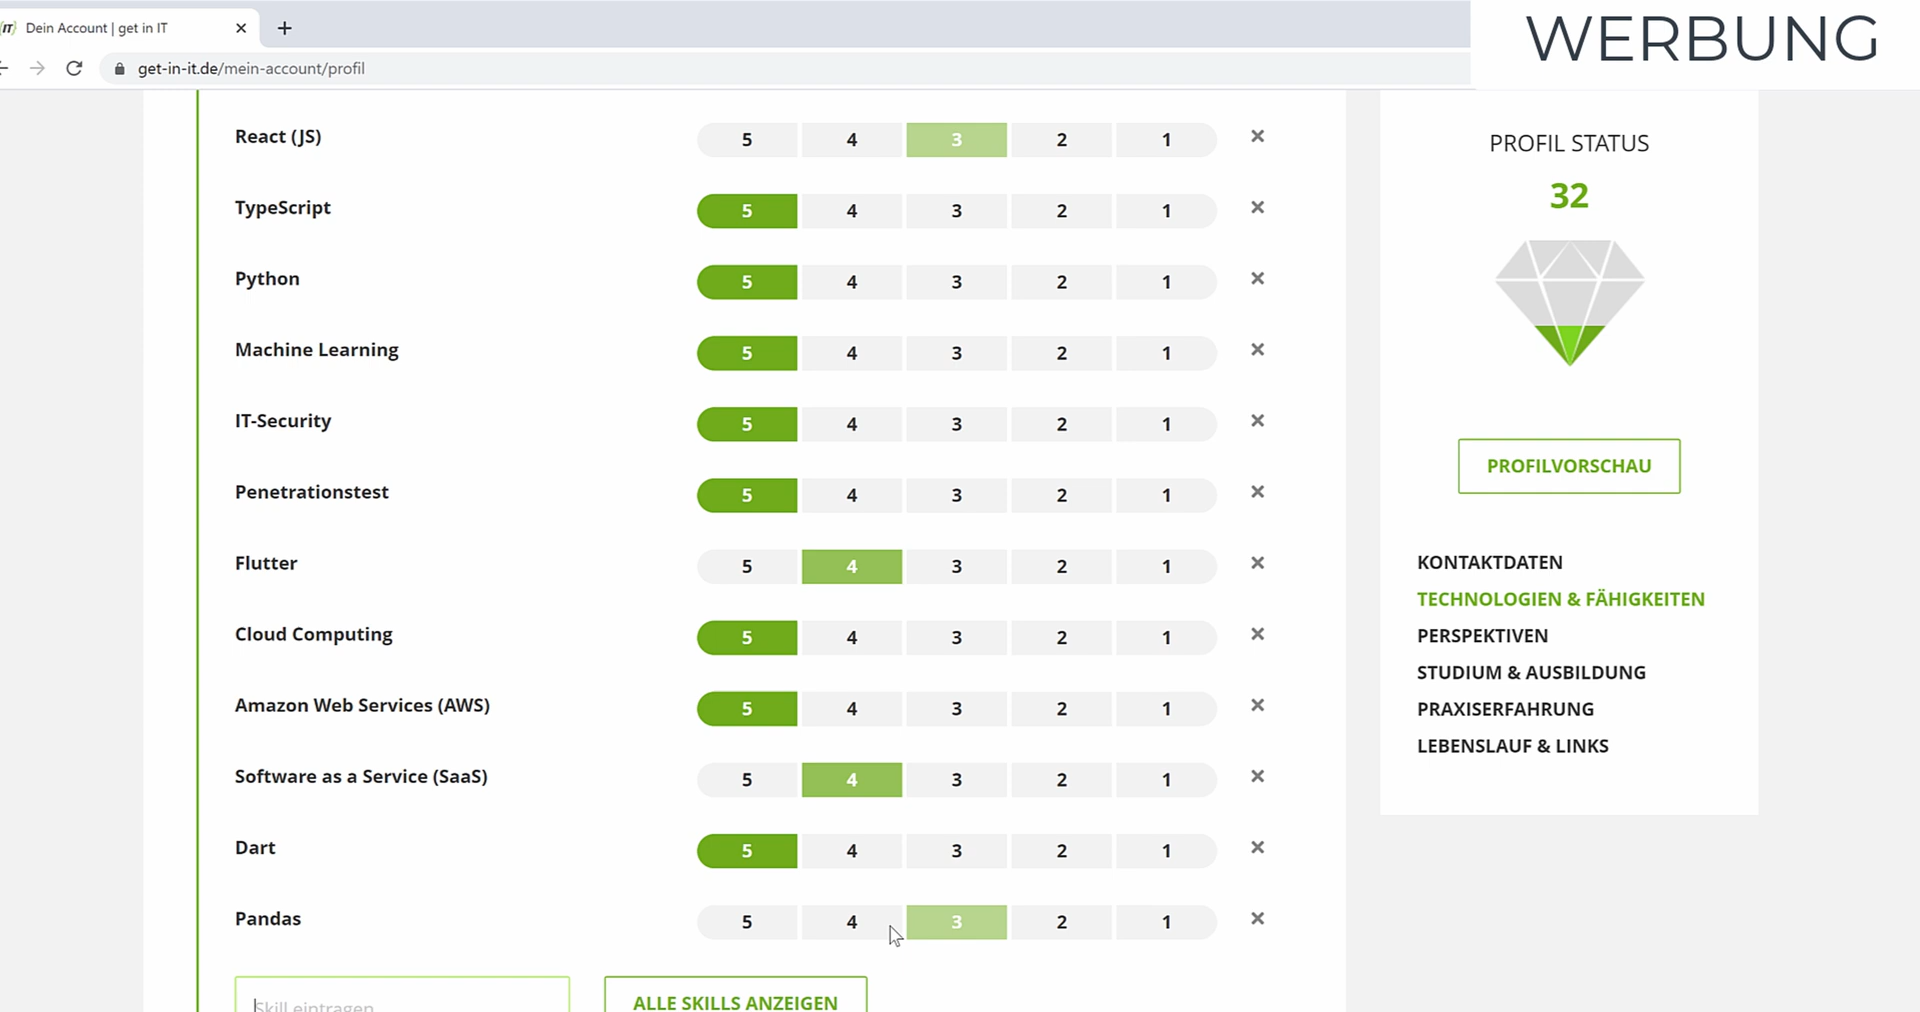 Dein Account | get in IT
WERBUNG
get-in-it.de/mein-account/profil
React (JS) 5 4 3 2 1
TypeScript 5 4 3 2 1
Python 5 4 3 2 1
Machine Learning 5 4 3 2 1
IT-Security 5 4 3 2 1
Penetrationstest 5 4 3 2 1
Flutter 5 4 3 2 1
Cloud Computing 5 4 3 2 1
Amazon Web Services (AWS) 5 4 3 2 1
Software as a Service (SaaS) 5 4 3 2 1
Dart 5 4 3 2 1
Pandas 5 4 3 2 1
Skill eintragen
ALLE SKILLS ANZEIGEN
PROFIL STATUS
32
PROFILVORSCHAU
KONTAKTDATEN
TECHNOLOGIEN & FÄHIGKEITEN
PERSPEKTIVEN
STUDIUM & AUSBILDUNG
PRAXISERFAHRUNG
LEBENSLAUF & LINKS